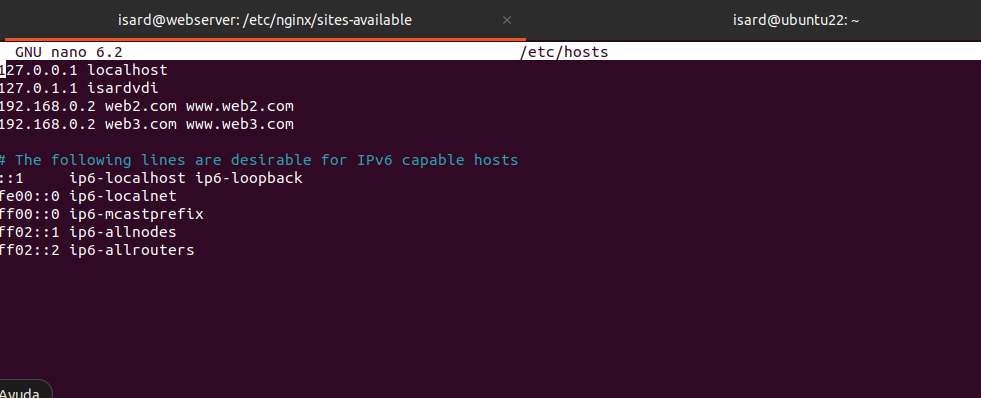 isard@webserver: /etc/nginx/sites-available × isard@ubuntu22: ~
GNU nano 6.2 /etc/hosts
127.0.0.1 localhost
127.0.1.1 isardvdi
192.168.0.2 web2.com www.web2.com
192.168.0.2 web3.com www.web3.com
# The following lines are desirable for IPv6 capable hosts
::1     ip6-localhost ip6-loopback
fe00::0 ip6-localnet
ff00::0 ip6-mcastprefix
ff02::1 ip6-allnodes
ff02::2 ip6-allrouters
Ayuda